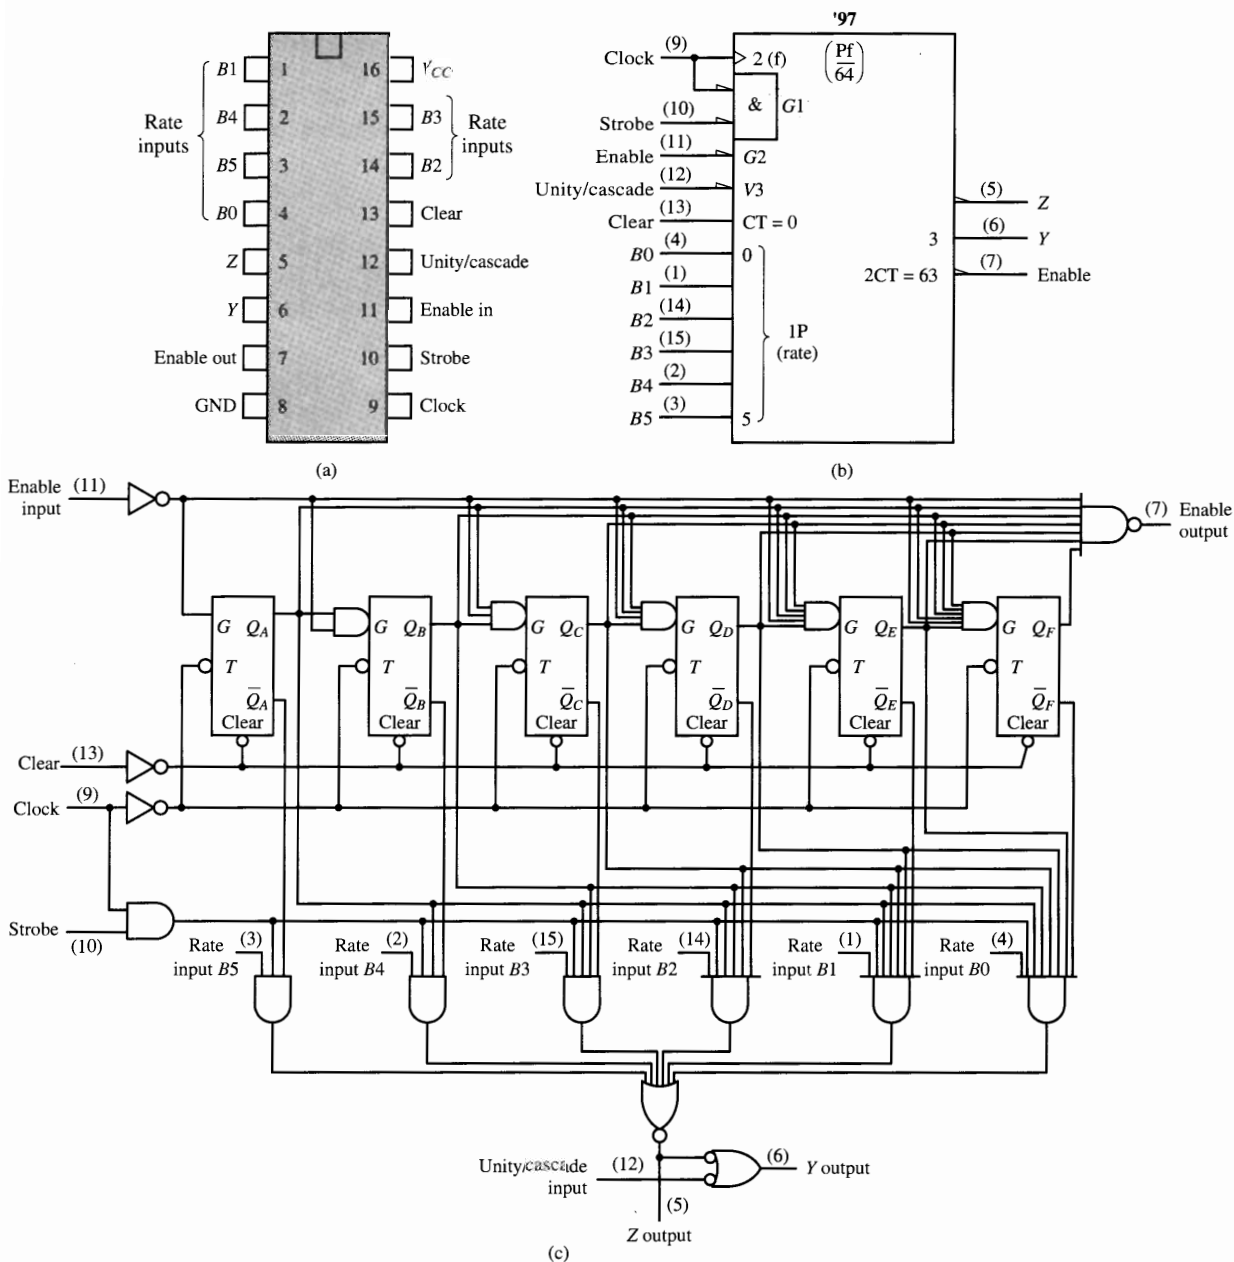 B1 1 16 VCC
B4 2 15 B3
Rate inputs
Rate inputs
B5 3 14 B2
B0 4 13 Clear
Z 5 12 Unity/cascade
Y 6 11 Enable in
Enable out 7 10 Strobe
GND 8 9 Clock
(a)
'97
Clock (9) 2 (f) (Pf/64)
& G1
Strobe (10)
Enable (11) G2
Unity/cascade (12) V3
Clear (13) CT = 0
B0 (4) 0
B1 (1)
B2 (14)
B3 (15)
B4 (2)
B5 (3) 5
1P
(rate)
(5) Z
3 (6) Y
2CT = 63 (7) Enable
(b)
Enable input (11)
(7) Enable output
G QA G QB G QC G QD G QE G QF
T T T T T T
Q̅A Q̅B Q̅C Q̅D Q̅E Q̅F
Clear Clear Clear Clear Clear Clear
Clear (13)
Clock (9)
Strobe (10)
Rate input B5 (3)
Rate input B4 (2)
Rate input B3 (15)
Rate input B2 (14)
Rate input B1 (1)
Rate input B0 (4)
Unity/cascade input (12)
(6) Y output
(5)
Z output
(c)